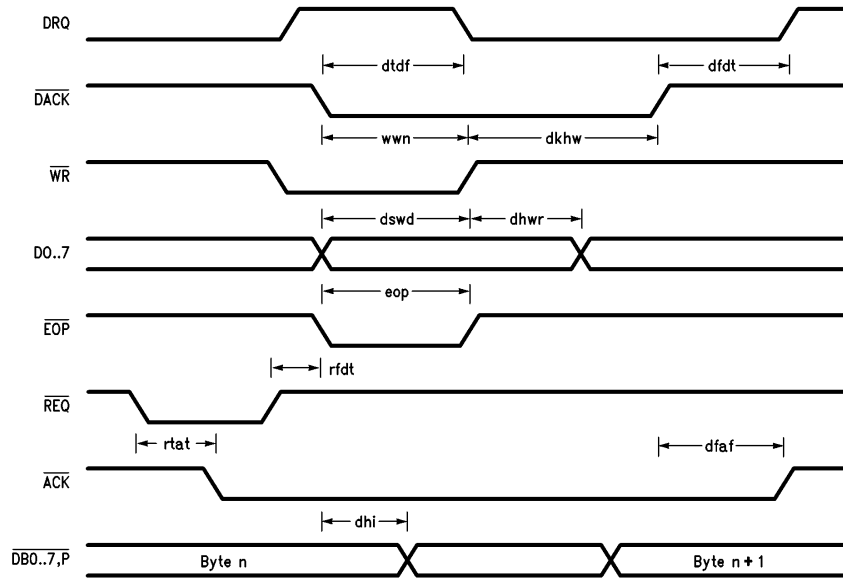 DRQ
dtdf
dfdt
DACK
wwn
dkhw
WR
dswd
dhwr
D0..7
eop
EOP
rfdt
REQ
rtat
dfaf
ACK
dhi
DB0..7,P
Byte n
Byte n + 1